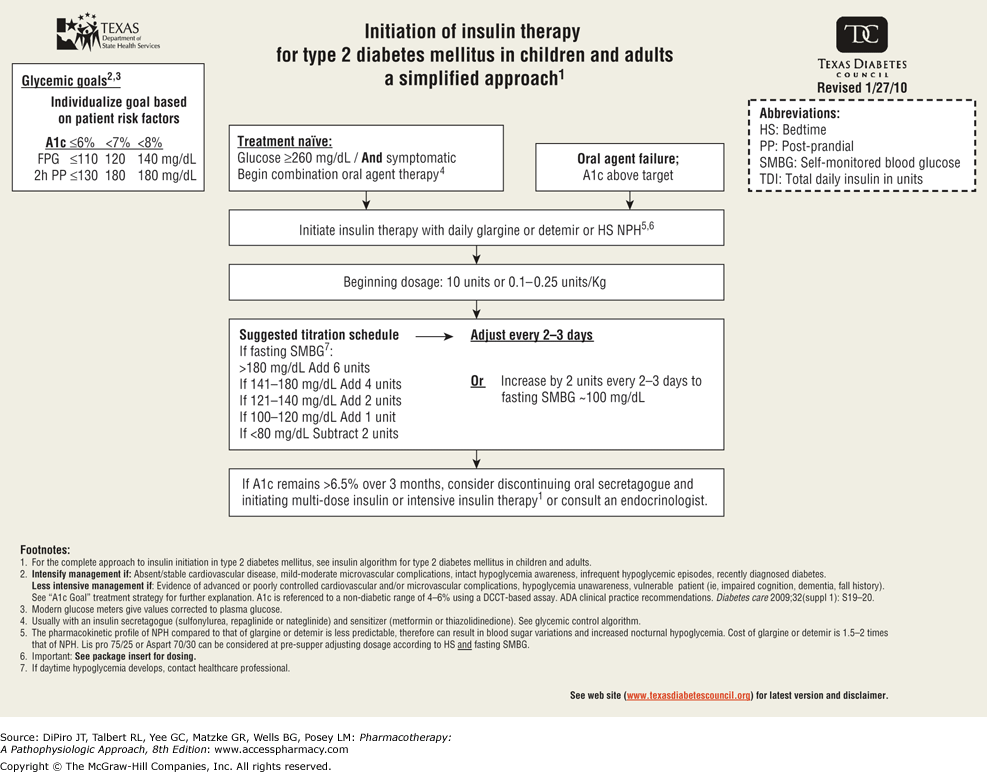 TEXAS
Department of
State Health Services
Initiation of insulin therapy
for type 2 diabetes mellitus in children and adults
a simplified approach1
TDC
TEXAS DIABETES
COUNCIL
Revised 1/27/10
Glycemic goals2,3
Individualize goal based
on patient risk factors
A1c ≤6% <7% <8%
FPG ≤110 120 140 mg/dL
2h PP ≤130 180 180 mg/dL
Abbreviations:
HS: Bedtime
PP: Post-prandial
SMBG: Self-monitored blood glucose
TDI: Total daily insulin in units
Treatment naïve:
Glucose ≥260 mg/dL / And symptomatic
Begin combination oral agent therapy4
Oral agent failure;
A1c above target
Initiate insulin therapy with daily glargine or detemir or HS NPH5,6
Beginning dosage: 10 units or 0.1–0.25 units/Kg
Suggested titration schedule
If fasting SMBG7:
>180 mg/dL Add 6 units
If 141–180 mg/dL Add 4 units
If 121–140 mg/dL Add 2 units
If 100–120 mg/dL Add 1 unit
If <80 mg/dL Subtract 2 units
Adjust every 2–3 days
Or Increase by 2 units every 2–3 days to
fasting SMBG ~100 mg/dL
If A1c remains >6.5% over 3 months, consider discontinuing oral secretagogue and
initiating multi-dose insulin or intensive insulin therapy1 or consult an endocrinologist.
Footnotes:
1. For the complete approach to insulin initiation in type 2 diabetes mellitus, see insulin algorithm for type 2 diabetes mellitus in children and adults.
2. Intensify management if: Absent/stable cardiovascular disease, mild-moderate microvascular complications, intact hypoglycemia awareness, infrequent hypoglycemic episodes, recently diagnosed diabetes.
Less intensive management if: Evidence of advanced or poorly controlled cardiovascular and/or microvascular complications, hypoglycemia unawareness, vulnerable patient (ie. impaired cognition, dementia, fall history).
See "A1c Goal" treatment strategy for further explanation. A1c is referenced to a non-diabetic range of 4–6% using a DCCT-based assay. ADA clinical practice recommendations. Diabetes care 2009;32(suppl 1): S19–20.
3. Modern glucose meters give values corrected to plasma glucose.
4. Usually with an insulin secretagogue (sulfonylurea, repaglinide or nateglinide) and sensitizer (metformin or thiazolidinedione). See glycemic control algorithm.
5. The pharmacokinetic profile of NPH compared to that of glargine or detemir is less predictable, therefore can result in blood sugar variations and increased nocturnal hypoglycemia. Cost of glargine or detemir is 1.5–2 times
that of NPH. Lis pro 75/25 or Aspart 70/30 can be considered at pre-supper adjusting dosage according to HS and fasting SMBG.
6. Important: See package insert for dosing.
7. If daytime hypoglycemia develops, contact healthcare professional.
See web site (www.texasdiabetescouncil.org) for latest version and disclaimer.
Source: DiPiro JT, Talbert RL, Yee GC, Matzke GR, Wells BG, Posey LM: Pharmacotherapy:
A Pathophysiologic Approach, 8th Edition: www.accesspharmacy.com
Copyright © The McGraw-Hill Companies, Inc. All rights reserved.